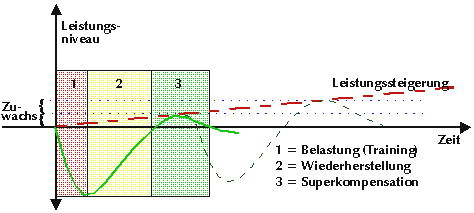 Leistungs-
niveau
1
2
3
Leistungssteigerung
Zu-
wachs
Zeit
1 = Belastung (Training)
2 = Wiederherstellung
3 = Superkompensation